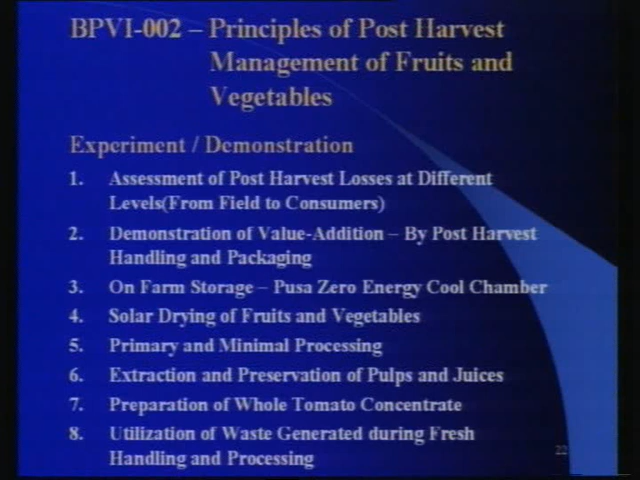 BPVI-002 – Principles of Post Harvest
Management of Fruits and
Vegetables
Experiment / Demonstration
1. Assessment of Post Harvest Losses at Different
Levels(From Field to Consumers)
2. Demonstration of Value-Addition – By Post Harvest
Handling and Packaging
3. On Farm Storage – Pusa Zero Energy Cool Chamber
4. Solar Drying of Fruits and Vegetables
5. Primary and Minimal Processing
6. Extraction and Preservation of Pulps and Juices
7. Preparation of Whole Tomato Concentrate
8. Utilization of Waste Generated during Fresh
Handling and Processing
22